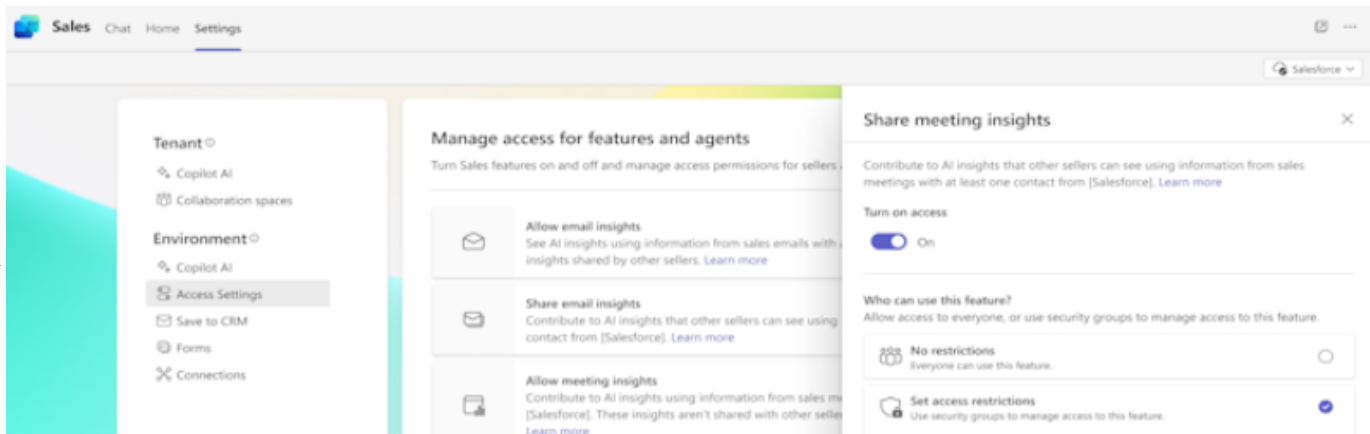 Sales Chat Home Settings
Salesforce
Tenant
Copilot AI
Collaboration spaces
Environment
Copilot AI
Access Settings
Save to CRM
Forms
Connections
Manage access for features and agents
Turn Sales features on and off and manage access permissions for sellers
Allow email insights
See AI insights using information from sales emails with
insights shared by other sellers. Learn more
Share email insights
Contribute to AI insights that other sellers can see using
contact from [Salesforce]. Learn more
Allow meeting insights
Contribute to AI insights using information from sales
[Salesforce]. These insights aren't shared with other
Learn more
Share meeting insights
Contribute to AI insights that other sellers can see using information from sales
meetings with at least one contact from [Salesforce]. Learn more
Turn on access
On
Who can use this feature?
Allow access to everyone, or use security groups to manage access to this feature.
No restrictions
Everyone can use this feature.
Set access restrictions
Use security groups to manage access to this feature.